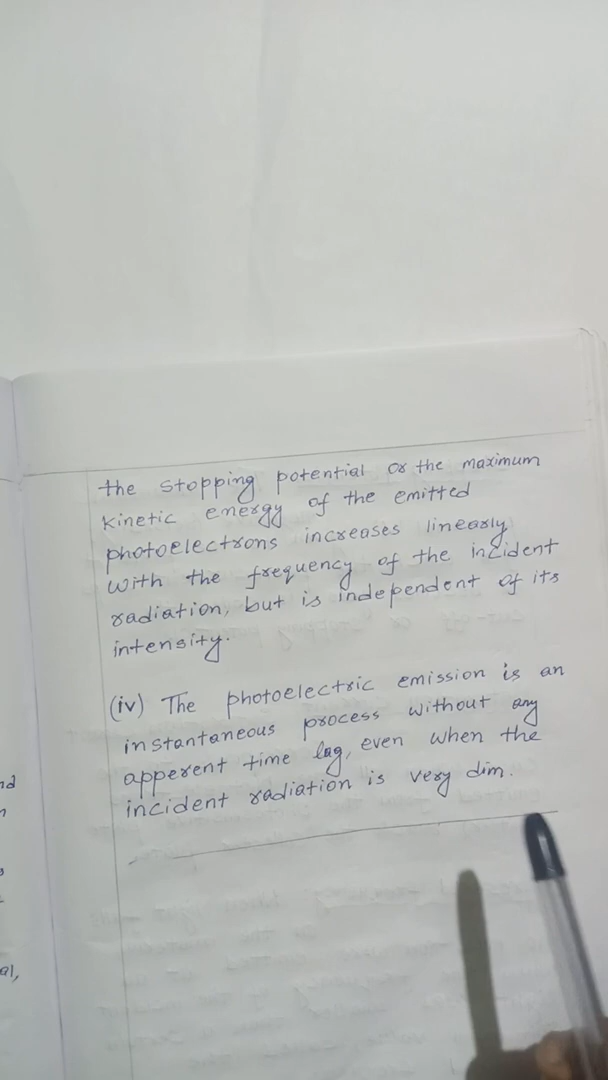 the stopping potential or the maximum
kinetic energy of the emitted
photoelectrons increases linearly
with the frequency of the incident
radiation, but is independent of its
intensity.
(iv) The photoelectric emission is an
instantaneous process without any
apperent time lag, even when the
incident radiation is very dim.
al,